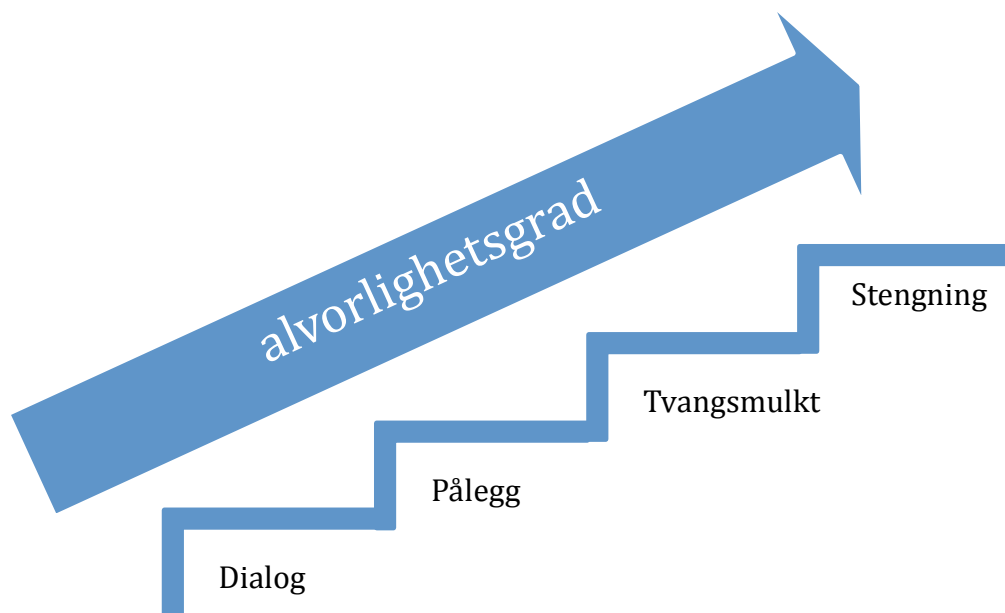 alvorlighetsgrad
Stengning
Tvangsmulkt
Pålegg
Dialog